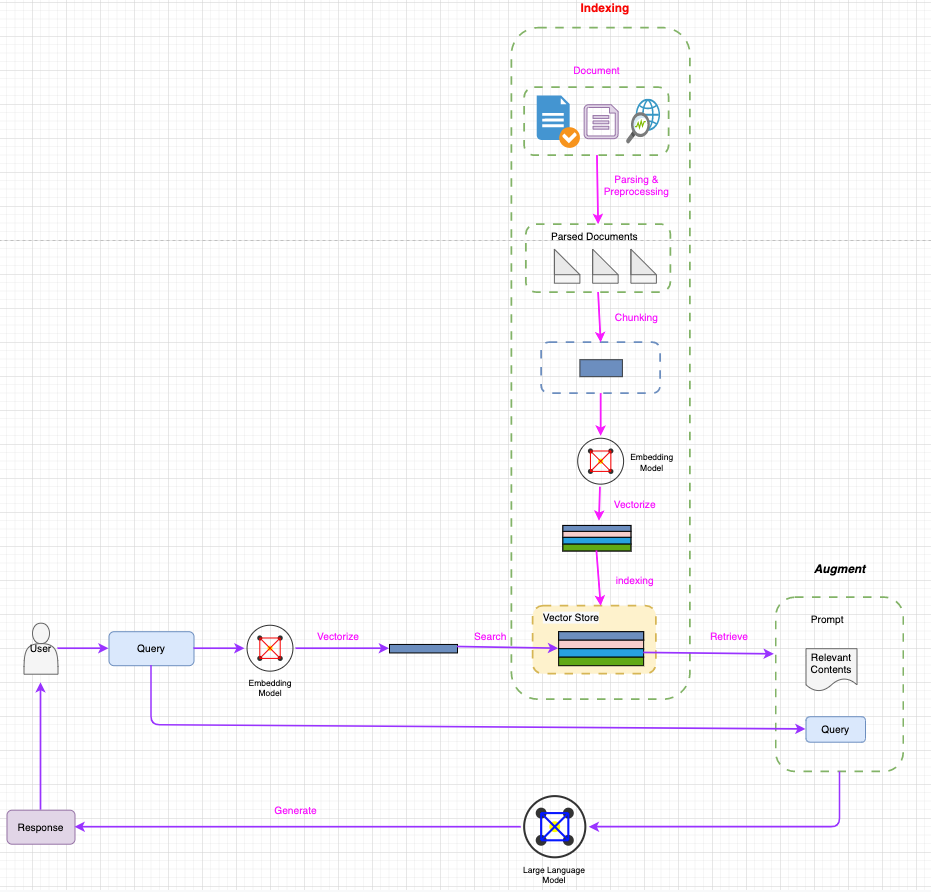 Indexing
Document
Parsing &
Preprocessing
Parsed Documents
Chunking
Embedding
Model
Vectorize
indexing
Augment
Vector Store
Prompt
User
Query
Vectorize
Search
Retrieve
Relevant
Contents
Embedding
Model
Query
Generate
Response
Large Language
Model